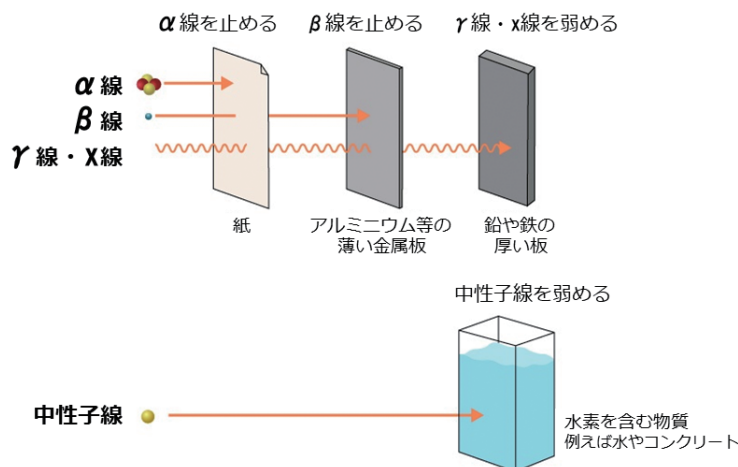 α線を止める
β線を止める
γ線・x線を弱める
α線
β線
γ線・X線
紙
アルミニウム等の
薄い金属板
鉛や鉄の
厚い板
中性子線を弱める
中性子線
水素を含む物質
例えば水やコンクリート